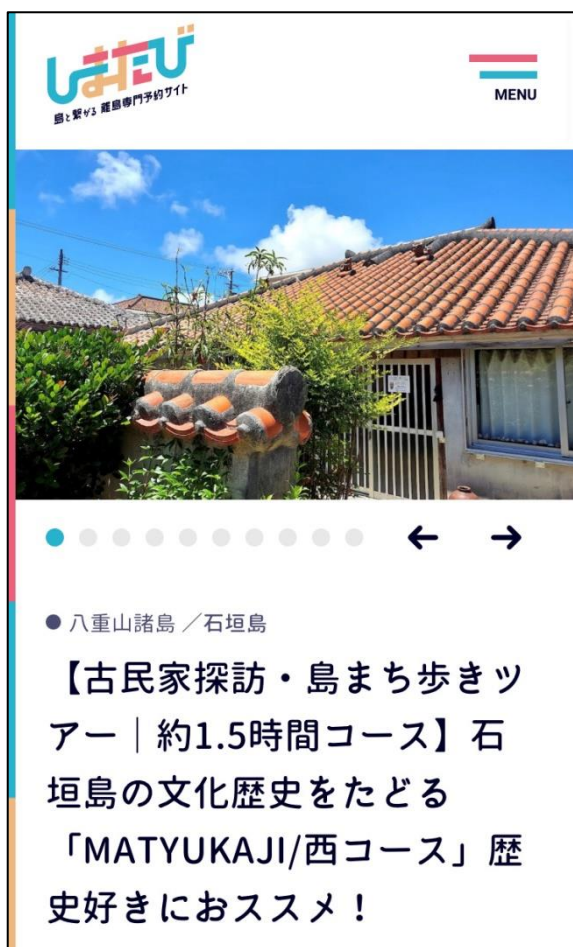 しまたび
島と繋がる 離島専門予約サイト
MENU
● 八重山諸島 ／石垣島
【古民家探訪・島まち歩きツ
アー｜約1.5時間コース】石
垣島の文化歴史をたどる
「MATYUKAJI/西コース」歴
史好きにおススメ！